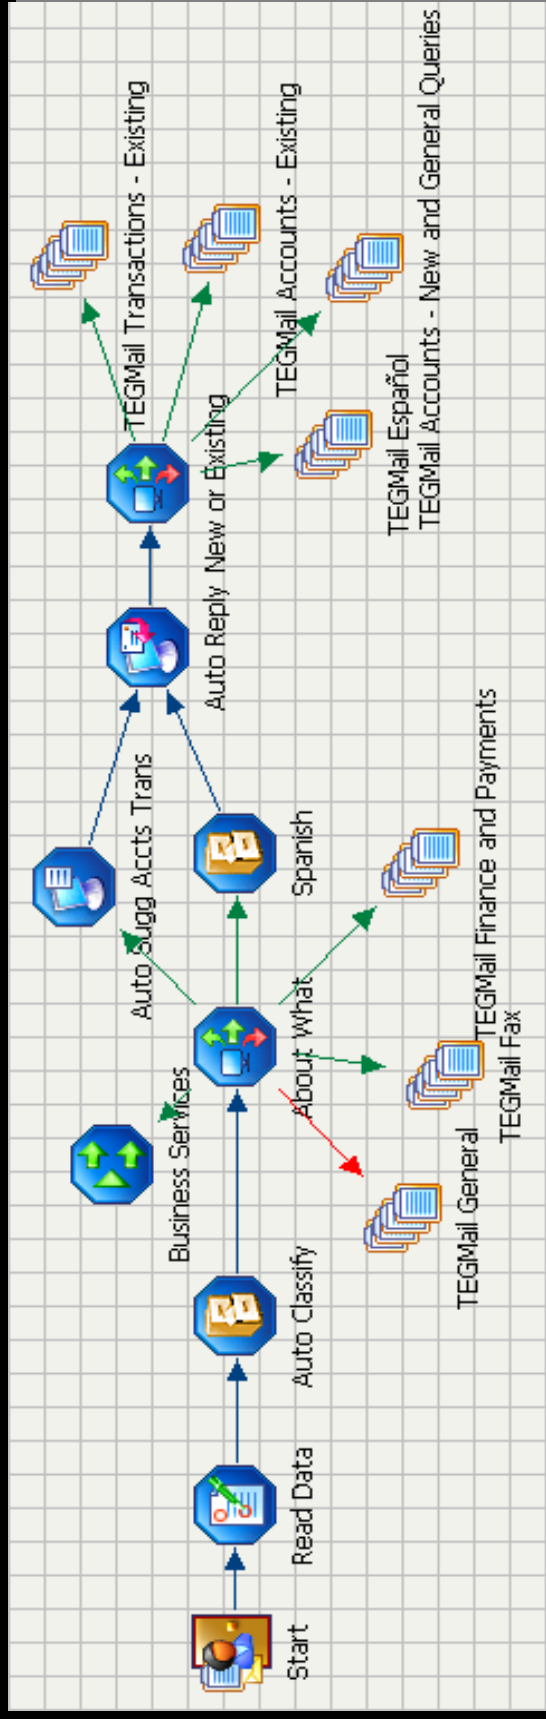 Start
Read Data
Auto Classify
Business Services
About What
TEGMail General
TEGMail Fax
TEGMail Finance and Payments
Auto Sugg Accts Trans
Spanish
Auto Reply
New or Existing
TEGMail Transactions - Existing
TEGMail Accounts - Existing
TEGMail Español
TEGMail Accounts - New and General Queries